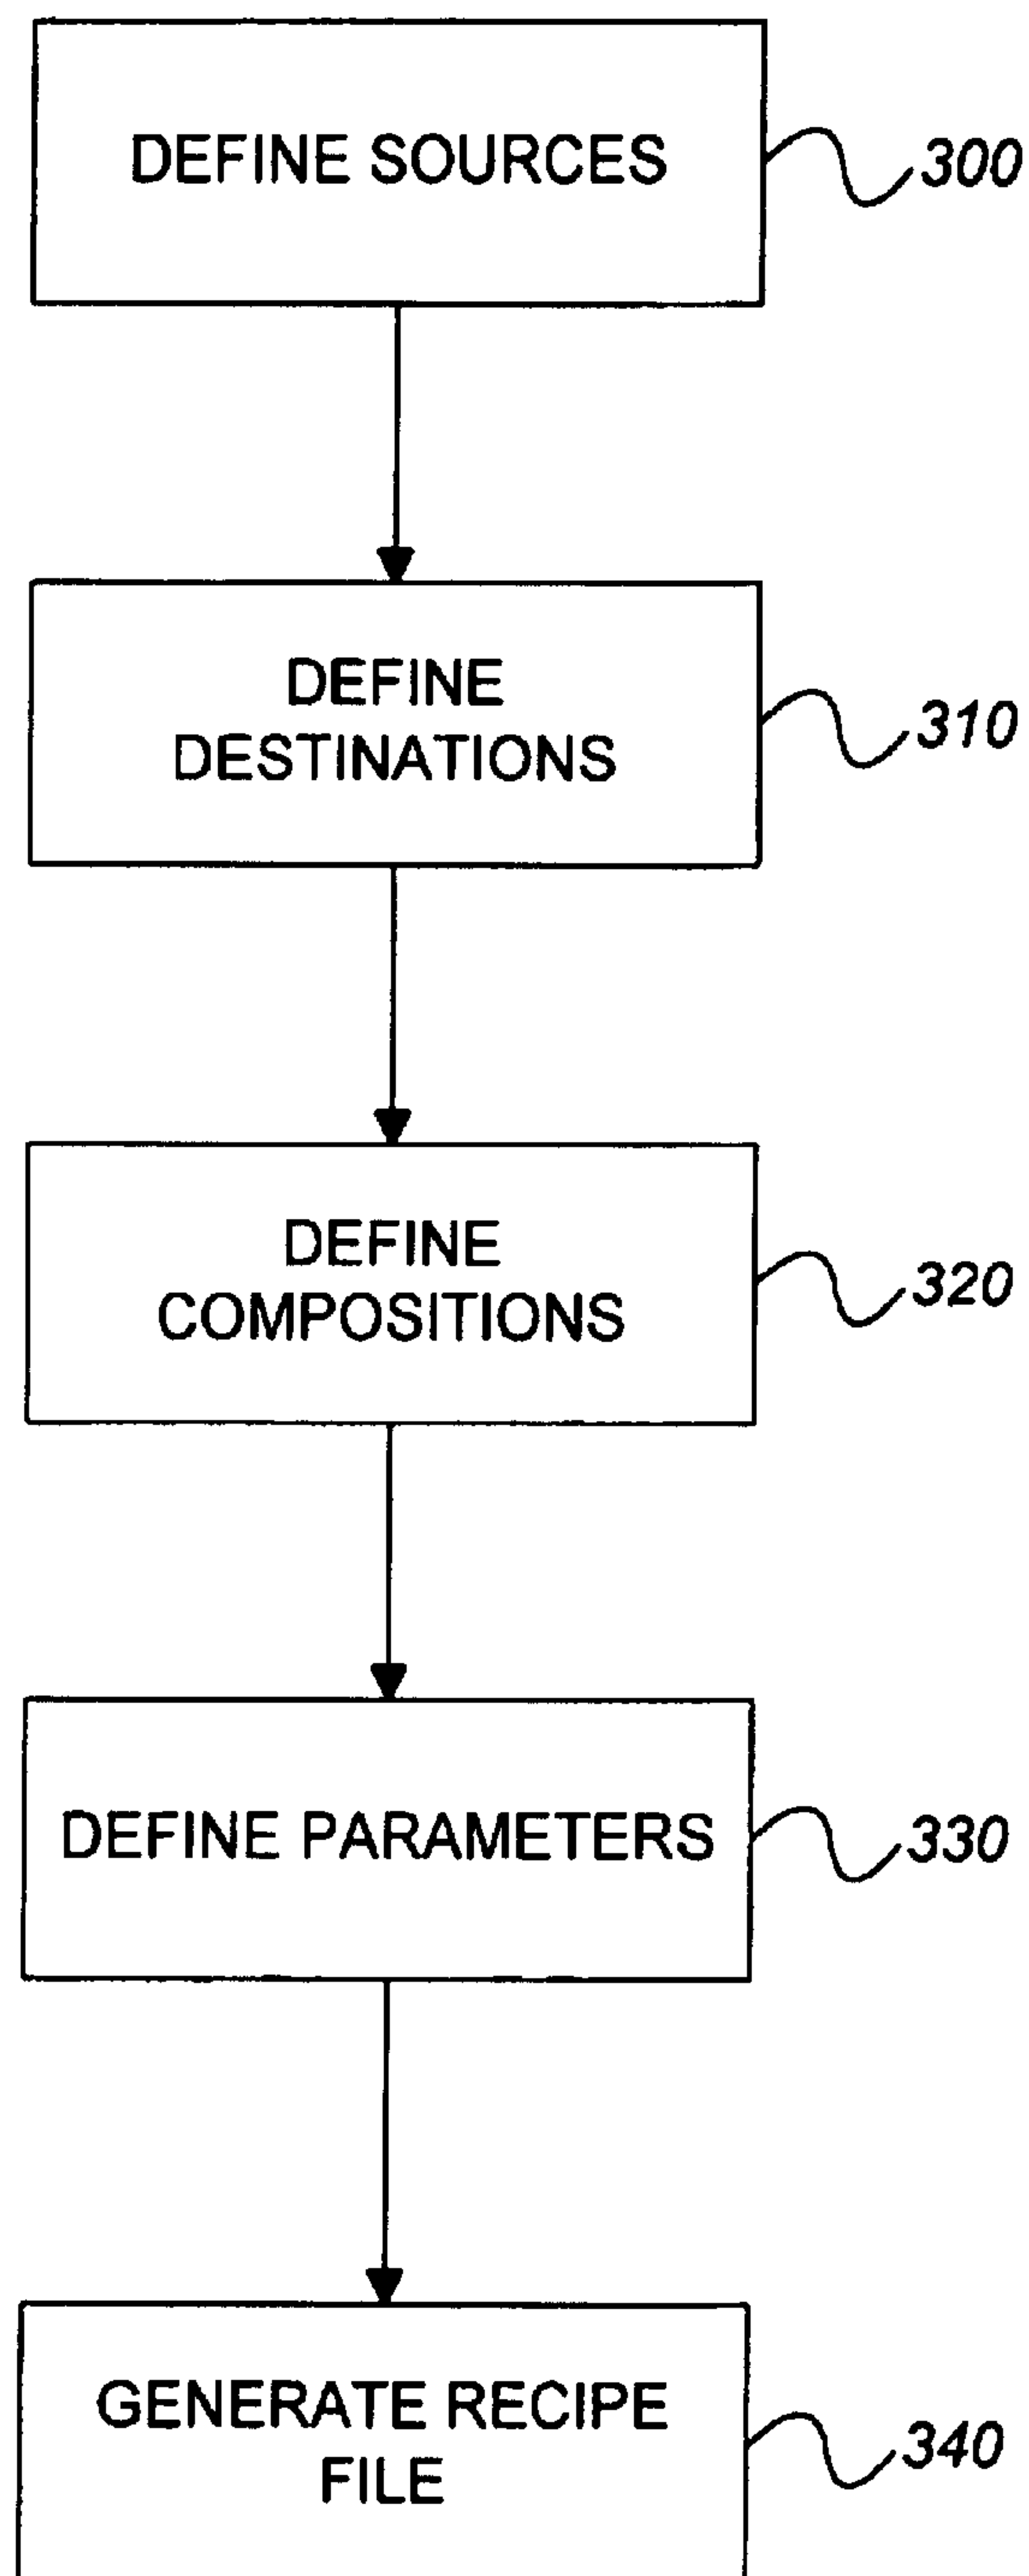 DEFINE SOURCES
300
DEFINE
DESTINATIONS
310
DEFINE
COMPOSITIONS
320
DEFINE PARAMETERS
330
GENERATE RECIPE
FILE
340